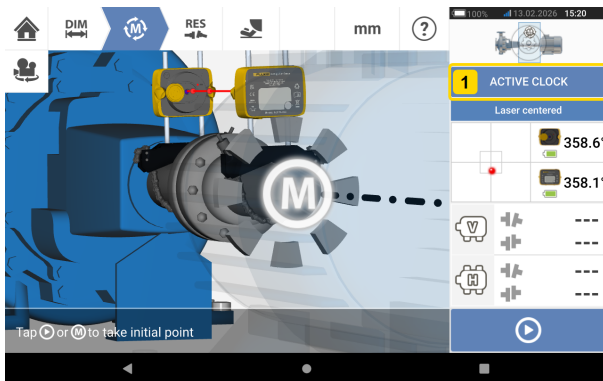 DIM
M
RES
mm
?
100%
13.02.2026 15:20
1 ACTIVE CLOCK
Laser centered
358.6°
358.1°
M
V
---
---
H
---
---
Tap or M to take initial point